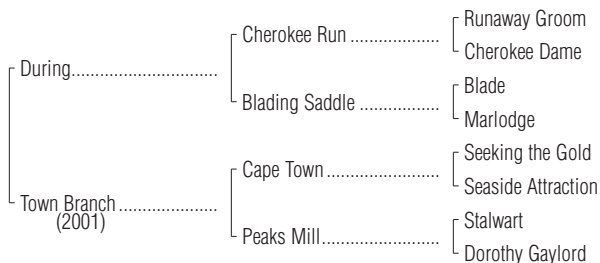 Runaway Groom
Cherokee Run ..................
Cherokee Dame
During.............................
Blade
Blading Saddle ................
Marlodge
Seeking the Gold
Cape Town ......................
Seaside Attraction
Town Branch ....................
(2001)
Stalwart
Peaks Mill.......................
Dorothy Gaylord